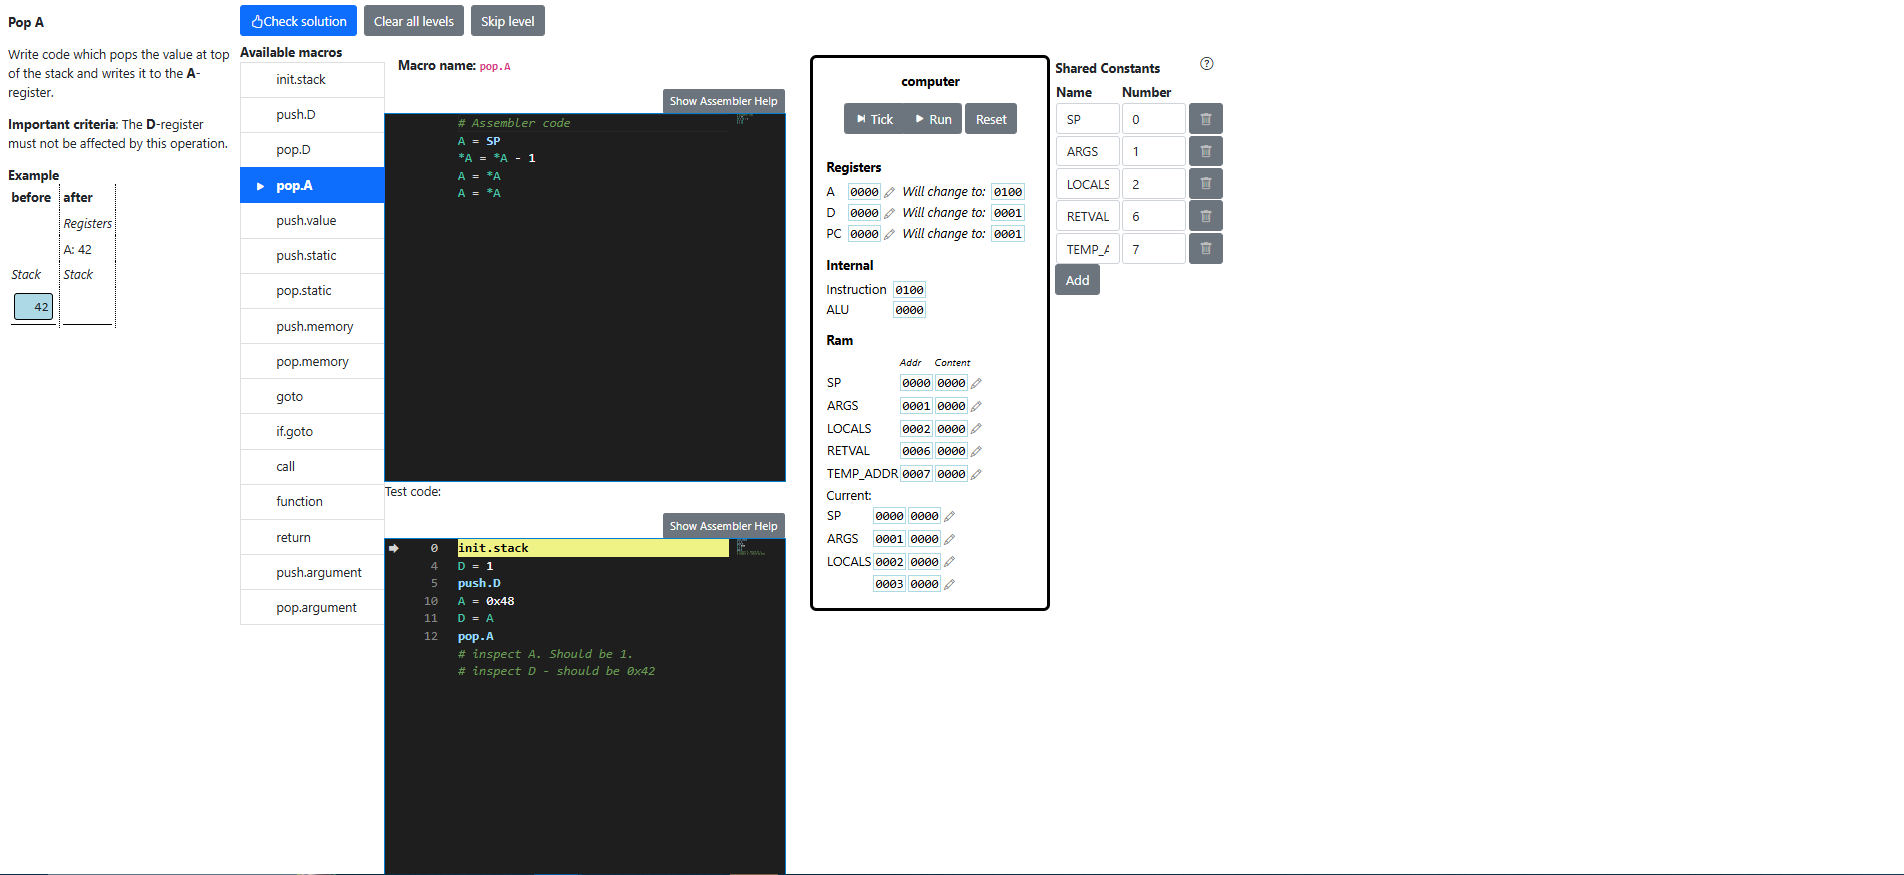 Pop A
Write code which pops the value at top
of the stack and writes it to the A-
register.
Important criteria: The D-register
must not be affected by this operation.
Example
before after
Registers
A: 42
Stack Stack
42
Check solution Clear all levels Skip level
Available macros
init.stack
push.D
pop.D
pop.A
push.value
push.static
pop.static
push.memory
pop.memory
goto
if.goto
call
function
return
push.argument
pop.argument
Macro name: pop.A
Show Assembler Help
# Assembler code
A = SP
*A = *A - 1
A = *A
A = *A
Test code:
Show Assembler Help
0 init.stack
4 D = 1
5 push.D
10 A = 0x48
11 D = A
12 pop.A
# inspect A. Should be 1.
# inspect D - should be 0x42
computer
Tick Run Reset
Registers
A 0000 Will change to: 0100
D 0000 Will change to: 0001
PC 0000 Will change to: 0001
Internal
Instruction 0100
ALU 0000
Ram
Addr Content
SP 0000 0000
ARGS 0001 0000
LOCALS 0002 0000
RETVAL 0006 0000
TEMP_ADDR 0007 0000
Current:
SP 0000 0000
ARGS 0001 0000
LOCALS 0002 0000
0003 0000
Shared Constants ?
Name Number
SP 0
ARGS 1
LOCALS 2
RETVAL 6
TEMP_A 7
Add